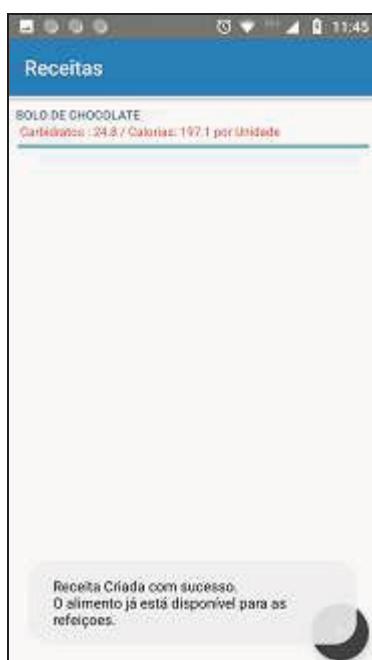 11:45
Receitas
BOLO DE CHOCOLATE
Carbidratos : 24.8 / Calorias: 197.1 por Unidade
Receita Criada com sucesso.
O alimento já está disponível para as
refeiçoes.